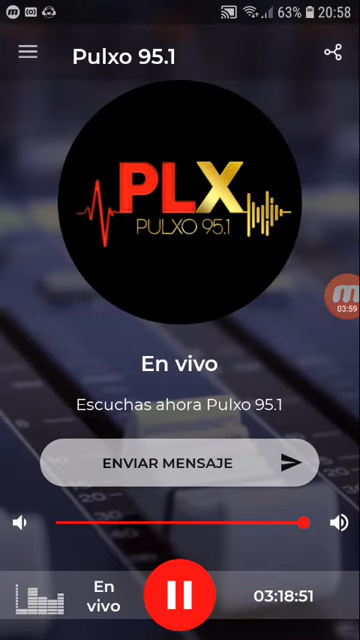 63% 20:58
Pulxo 95.1
PLX
PULXO 95.1
03:59
En vivo
Escuchas ahora Pulxo 95.1
ENVIAR MENSAJE
En
vivo
03:18:51